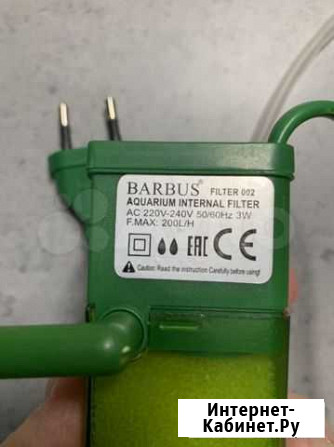 BARBUS® FILTER 002
AQUARIUM INTERNAL FILTER
AC 220V-240V 50/60Hz 3W
F.MAX: 200L/H
EAC CE
Caution: Read the instruction Carefully before using!
Интернет-
Кабинет.Ру